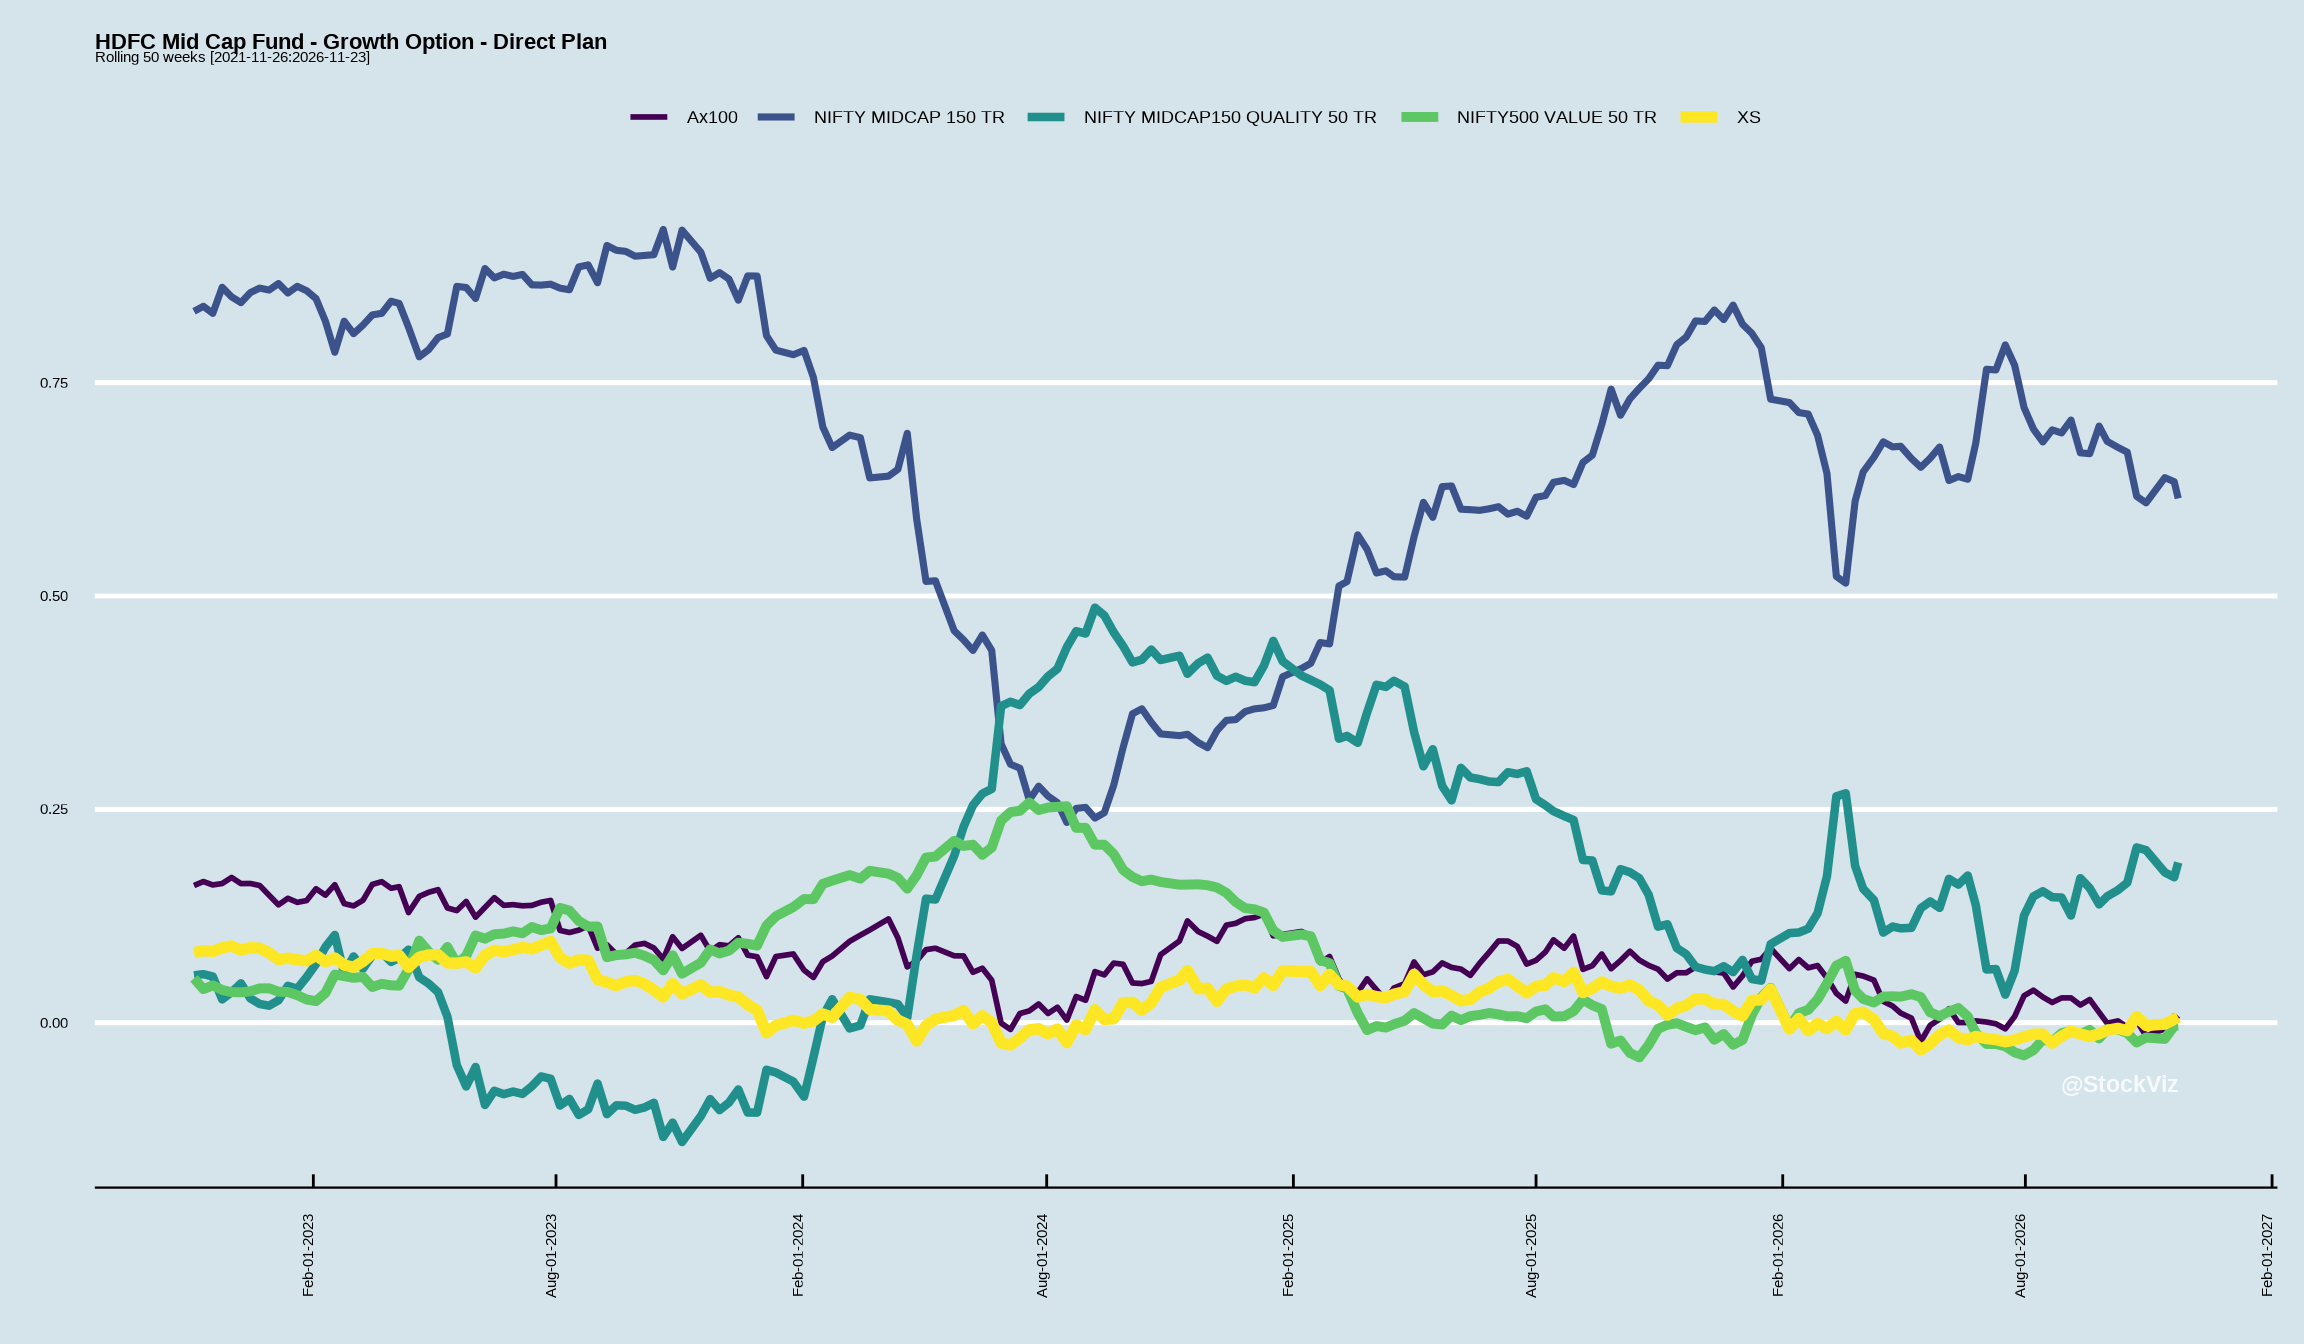 HDFC Mid Cap Fund - Growth Option - Direct Plan
Rolling 50 weeks [2021-11-26:2026-11-23]
Ax100 NIFTY MIDCAP 150 TR NIFTY MIDCAP150 QUALITY 50 TR NIFTY500 VALUE 50 TR XS
0.75
0.50
0.25
0.00
@StockViz
Feb-01-2023 Aug-01-2023 Feb-01-2024 Aug-01-2024 Feb-01-2025 Aug-01-2025 Feb-01-2026 Aug-01-2026 Feb-01-2027